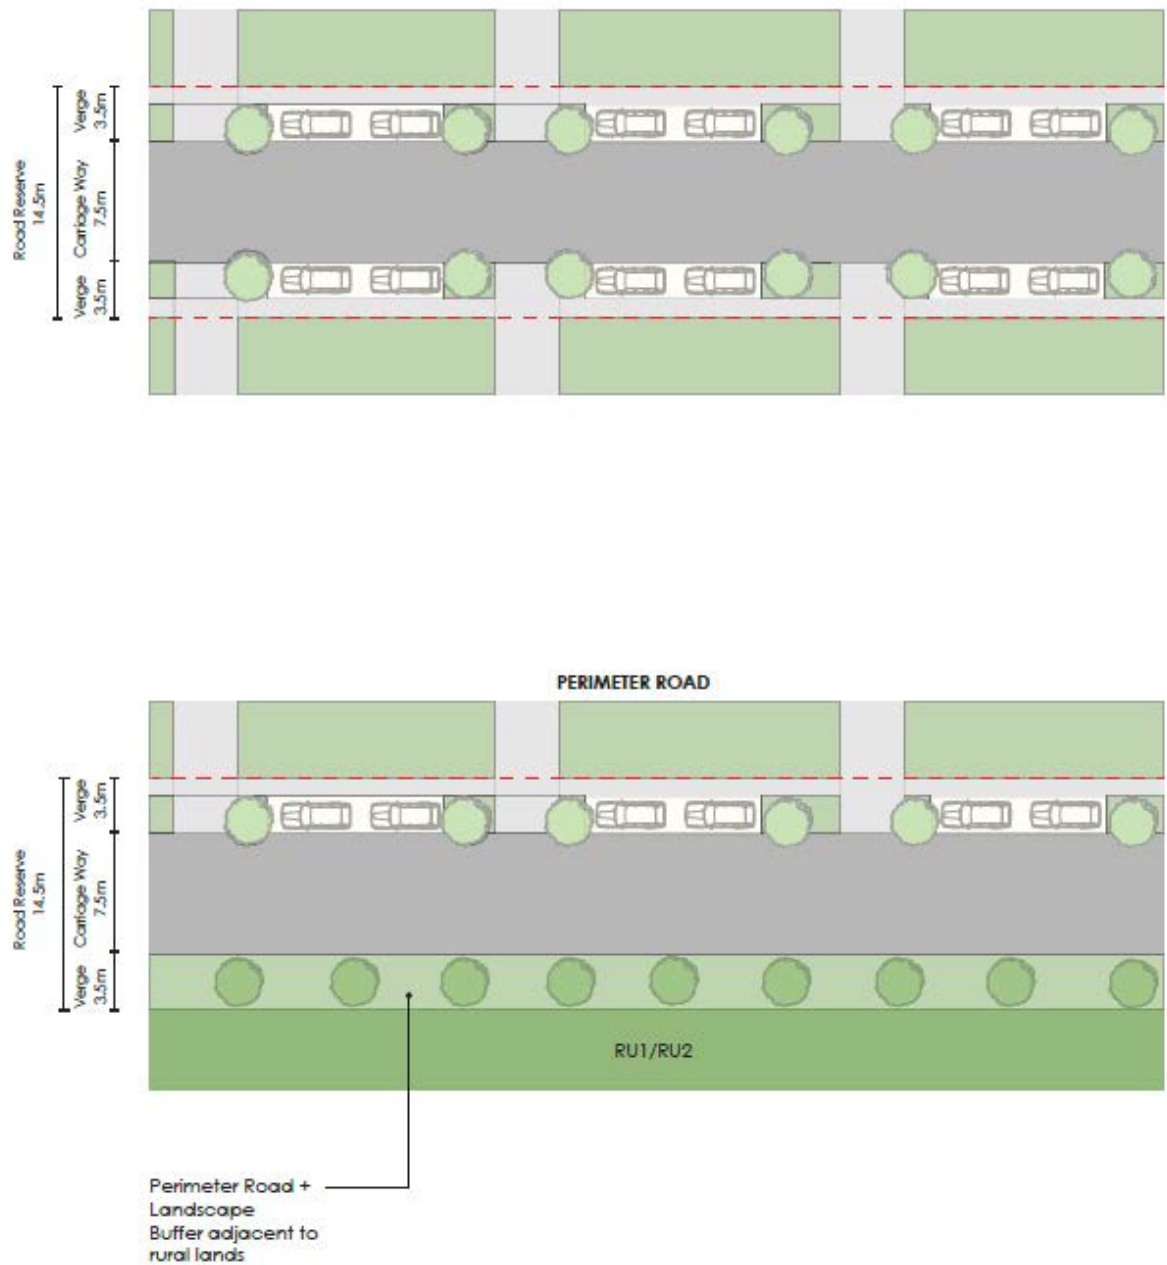 Road Reserve
14.5m
Verge
3.5m
Carriage Way
7.5m
Verge
3.5m
PERIMETER ROAD
Road Reserve
14.5m
Verge
3.5m
Carriage Way
7.5m
Verge
3.5m
RU1/RU2
Perimeter Road +
Landscape
Buffer adjacent to
rural lands